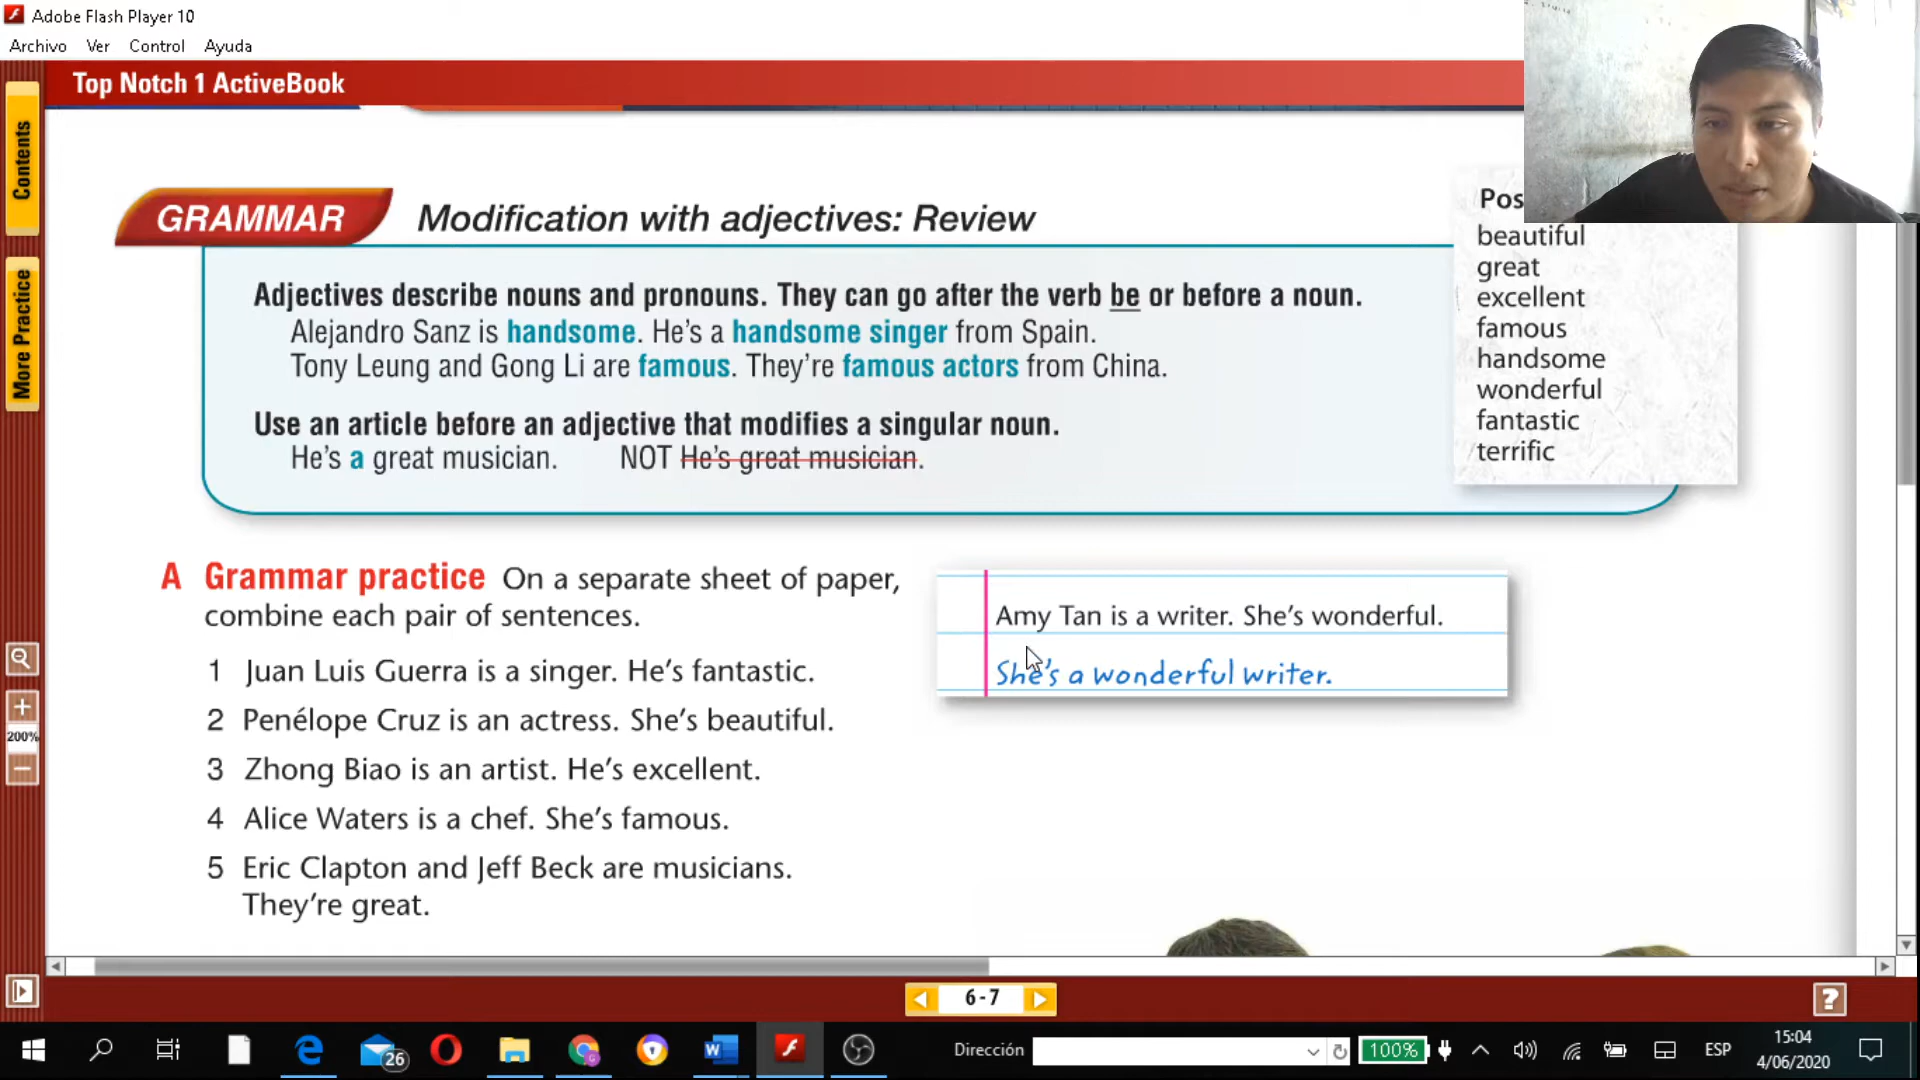 Adobe Flash Player 10
Archivo Ver Control Ayuda
Top Notch 1 ActiveBook
Contents
More Practice
GRAMMAR Modification with adjectives: Review
Adjectives describe nouns and pronouns. They can go after the verb be or before a noun.
Alejandro Sanz is handsome. He's a handsome singer from Spain.
Tony Leung and Gong Li are famous. They're famous actors from China.
Use an article before an adjective that modifies a singular noun.
He's a great musician. NOT He's great musician.
beautiful
great
excellent
famous
handsome
wonderful
fantastic
terrific
A Grammar practice On a separate sheet of paper,
combine each pair of sentences.
1 Juan Luis Guerra is a singer. He's fantastic.
2 Penélope Cruz is an actress. She's beautiful.
3 Zhong Biao is an artist. He's excellent.
4 Alice Waters is a chef. She's famous.
5 Eric Clapton and Jeff Beck are musicians.
They're great.
Amy Tan is a writer. She's wonderful.
She's a wonderful writer.
200%
6-7
?
26
Dirección
100%
ESP
15:04
4/06/2020